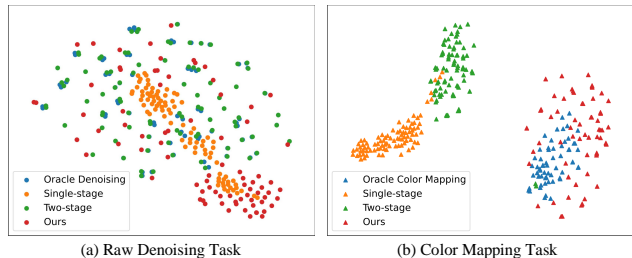 Oracle Denoising
Single-stage
Two-stage
Ours
(a) Raw Denoising Task
Oracle Color Mapping
Single-stage
Two-stage
Ours
(b) Color Mapping Task